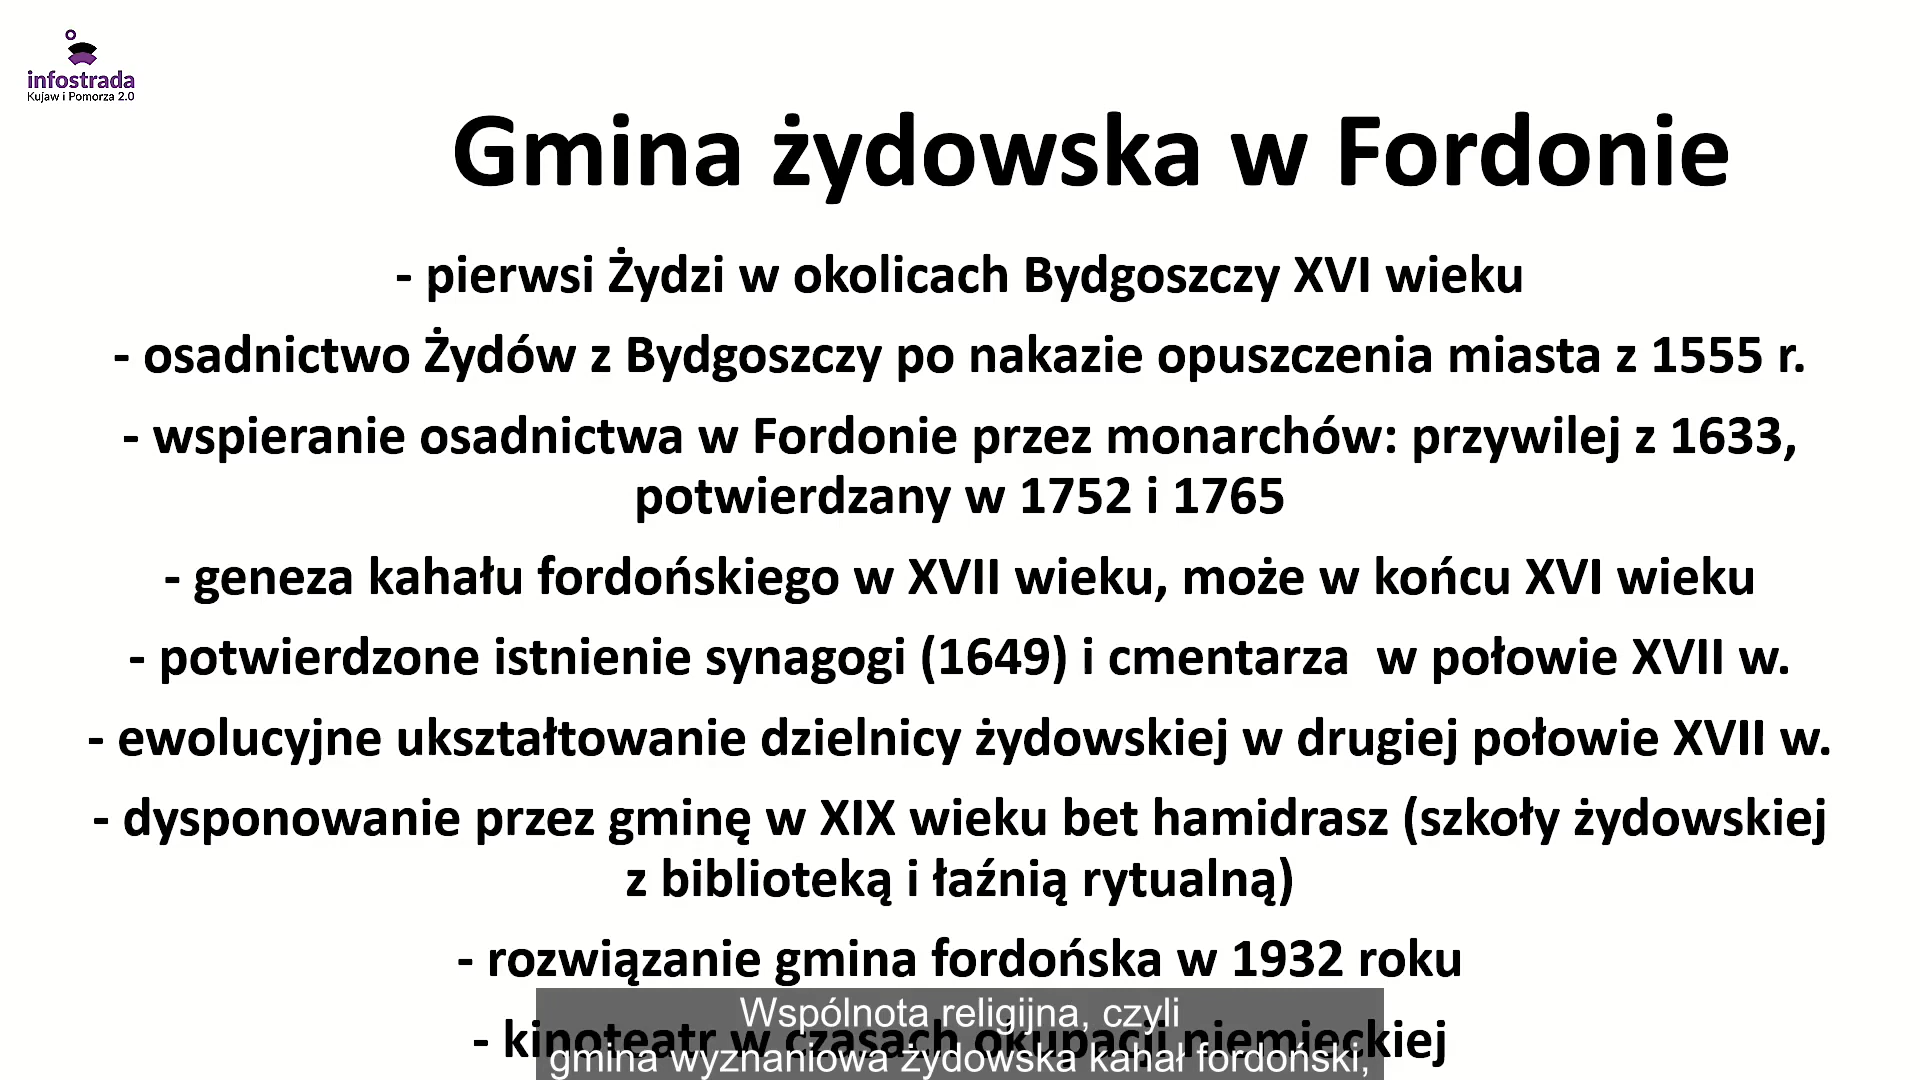 infostrada
Kujaw i Pomorza 2.0
Gmina żydowska w Fordonie
- pierwsi Żydzi w okolicach Bydgoszczy XVI wieku
- osadnictwo Żydów z Bydgoszczy po nakazie opuszczenia miasta z 1555 r.
- wspieranie osadnictwa w Fordonie przez monarchów: przywilej z 1633,
potwierdzany w 1752 i 1765
- geneza kahału fordońskiego w XVII wieku, może w końcu XVI wieku
- potwierdzone istnienie synagogi (1649) i cmentarza  w połowie XVII w.
- ewolucyjne ukształtowanie dzielnicy żydowskiej w drugiej połowie XVII w.
- dysponowanie przez gminę w XIX wieku bet hamidrasz (szkoły żydowskiej
z biblioteką i łaźnią rytualną)
- rozwiązanie gmina fordońska w 1932 roku
- kinoteatr w czasach okupacji niemieckiej
Wspólnota religijna, czyli
gmina wyznaniowa żydowska kahał fordoński,